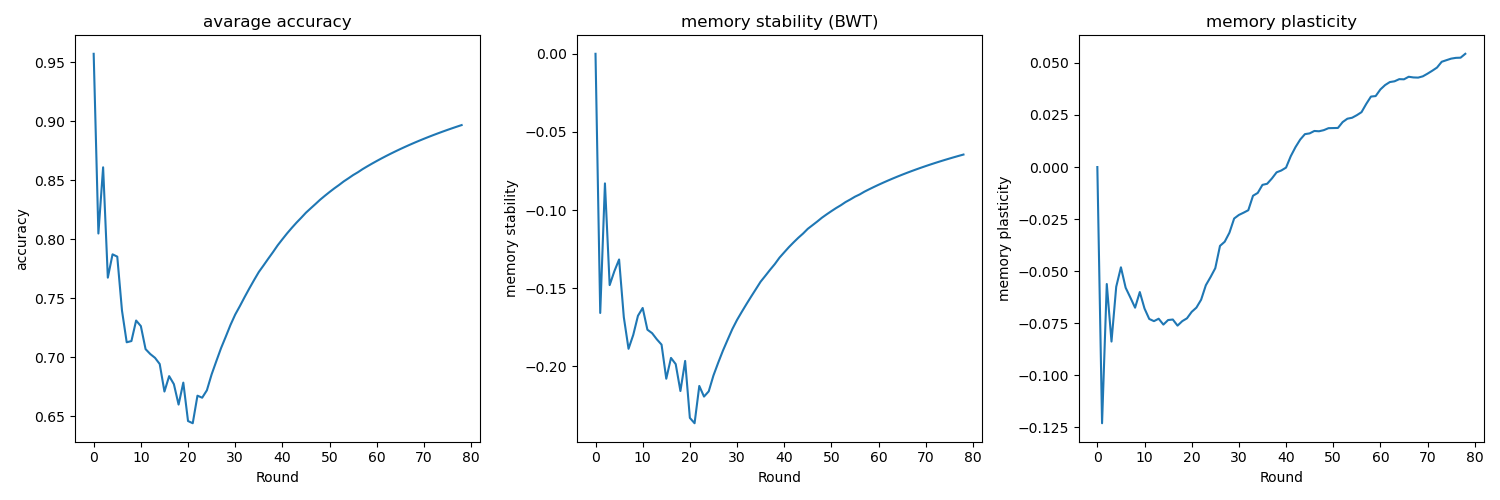 avarage accuracy
accuracy
0.95
0.90
0.85
0.80
0.75
0.70
0.65
0 10 20 30 40 50 60 70 80
Round
memory stability (BWT)
memory stability
0.00
−0.05
−0.10
−0.15
−0.20
0 10 20 30 40 50 60 70 80
Round
memory plasticity
memory plasticity
0.050
0.025
0.000
−0.025
−0.050
−0.075
−0.100
−0.125
0 10 20 30 40 50 60 70 80
Round